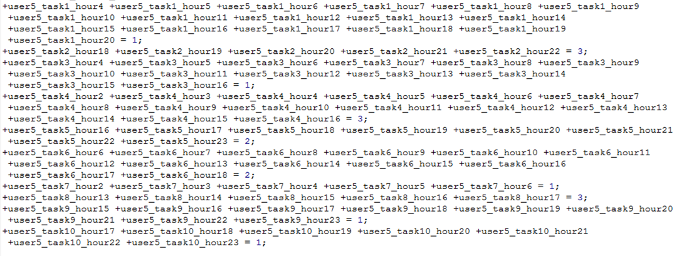 +user5_task1_hour4 +user5_task1_hour5 +user5_task1_hour6 +user5_task1_hour7 +user5_task1_hour8 +user5_task1_hour9
+user5_task1_hour10 +user5_task1_hour11 +user5_task1_hour12 +user5_task1_hour13 +user5_task1_hour14
+user5_task1_hour15 +user5_task1_hour16 +user5_task1_hour17 +user5_task1_hour18 +user5_task1_hour19
+user5_task1_hour20 = 1;
+user5_task2_hour18 +user5_task2_hour19 +user5_task2_hour20 +user5_task2_hour21 +user5_task2_hour22 = 3;
+user5_task3_hour4 +user5_task3_hour5 +user5_task3_hour6 +user5_task3_hour7 +user5_task3_hour8 +user5_task3_hour9
+user5_task3_hour10 +user5_task3_hour11 +user5_task3_hour12 +user5_task3_hour13 +user5_task3_hour14
+user5_task3_hour15 +user5_task3_hour16 = 1;
+user5_task4_hour2 +user5_task4_hour3 +user5_task4_hour4 +user5_task4_hour5 +user5_task4_hour6 +user5_task4_hour7
+user5_task4_hour8 +user5_task4_hour9 +user5_task4_hour10 +user5_task4_hour11 +user5_task4_hour12 +user5_task4_hour13
+user5_task4_hour14 +user5_task4_hour15 +user5_task4_hour16 = 3;
+user5_task5_hour16 +user5_task5_hour17 +user5_task5_hour18 +user5_task5_hour19 +user5_task5_hour20 +user5_task5_hour21
+user5_task5_hour22 +user5_task5_hour23 = 2;
+user5_task6_hour6 +user5_task6_hour7 +user5_task6_hour8 +user5_task6_hour9 +user5_task6_hour10 +user5_task6_hour11
+user5_task6_hour12 +user5_task6_hour13 +user5_task6_hour14 +user5_task6_hour15 +user5_task6_hour16
+user5_task6_hour17 +user5_task6_hour18 = 2;
+user5_task7_hour2 +user5_task7_hour3 +user5_task7_hour4 +user5_task7_hour5 +user5_task7_hour6 = 1;
+user5_task8_hour13 +user5_task8_hour14 +user5_task8_hour15 +user5_task8_hour16 +user5_task8_hour17 = 3;
+user5_task9_hour15 +user5_task9_hour16 +user5_task9_hour17 +user5_task9_hour18 +user5_task9_hour19 +user5_task9_hour20
+user5_task9_hour21 +user5_task9_hour22 +user5_task9_hour23 = 1;
+user5_task10_hour17 +user5_task10_hour18 +user5_task10_hour19 +user5_task10_hour20 +user5_task10_hour21
+user5_task10_hour22 +user5_task10_hour23 = 1;